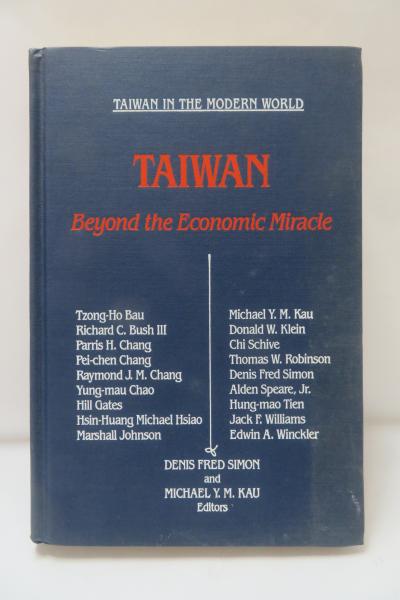 TAIWAN IN THE MODERN WORLD
TAIWAN
Beyond the Economic Miracle
Tzong-Ho Bau
Richard C. Bush III
Parris H. Chang
Pei-chen Chang
Raymond J. M. Chang
Yung-mau Chao
Hill Gates
Hsin-Huang Michael Hsiao
Marshall Johnson
Michael Y. M. Kau
Donald W. Klein
Chi Schive
Thomas W. Robinson
Denis Fred Simon
Alden Speare, Jr.
Hung-mao Tien
Jack F. Williams
Edwin A. Winckler
DENIS FRED SIMON
and
MICHAEL Y. M. KAU
Editors